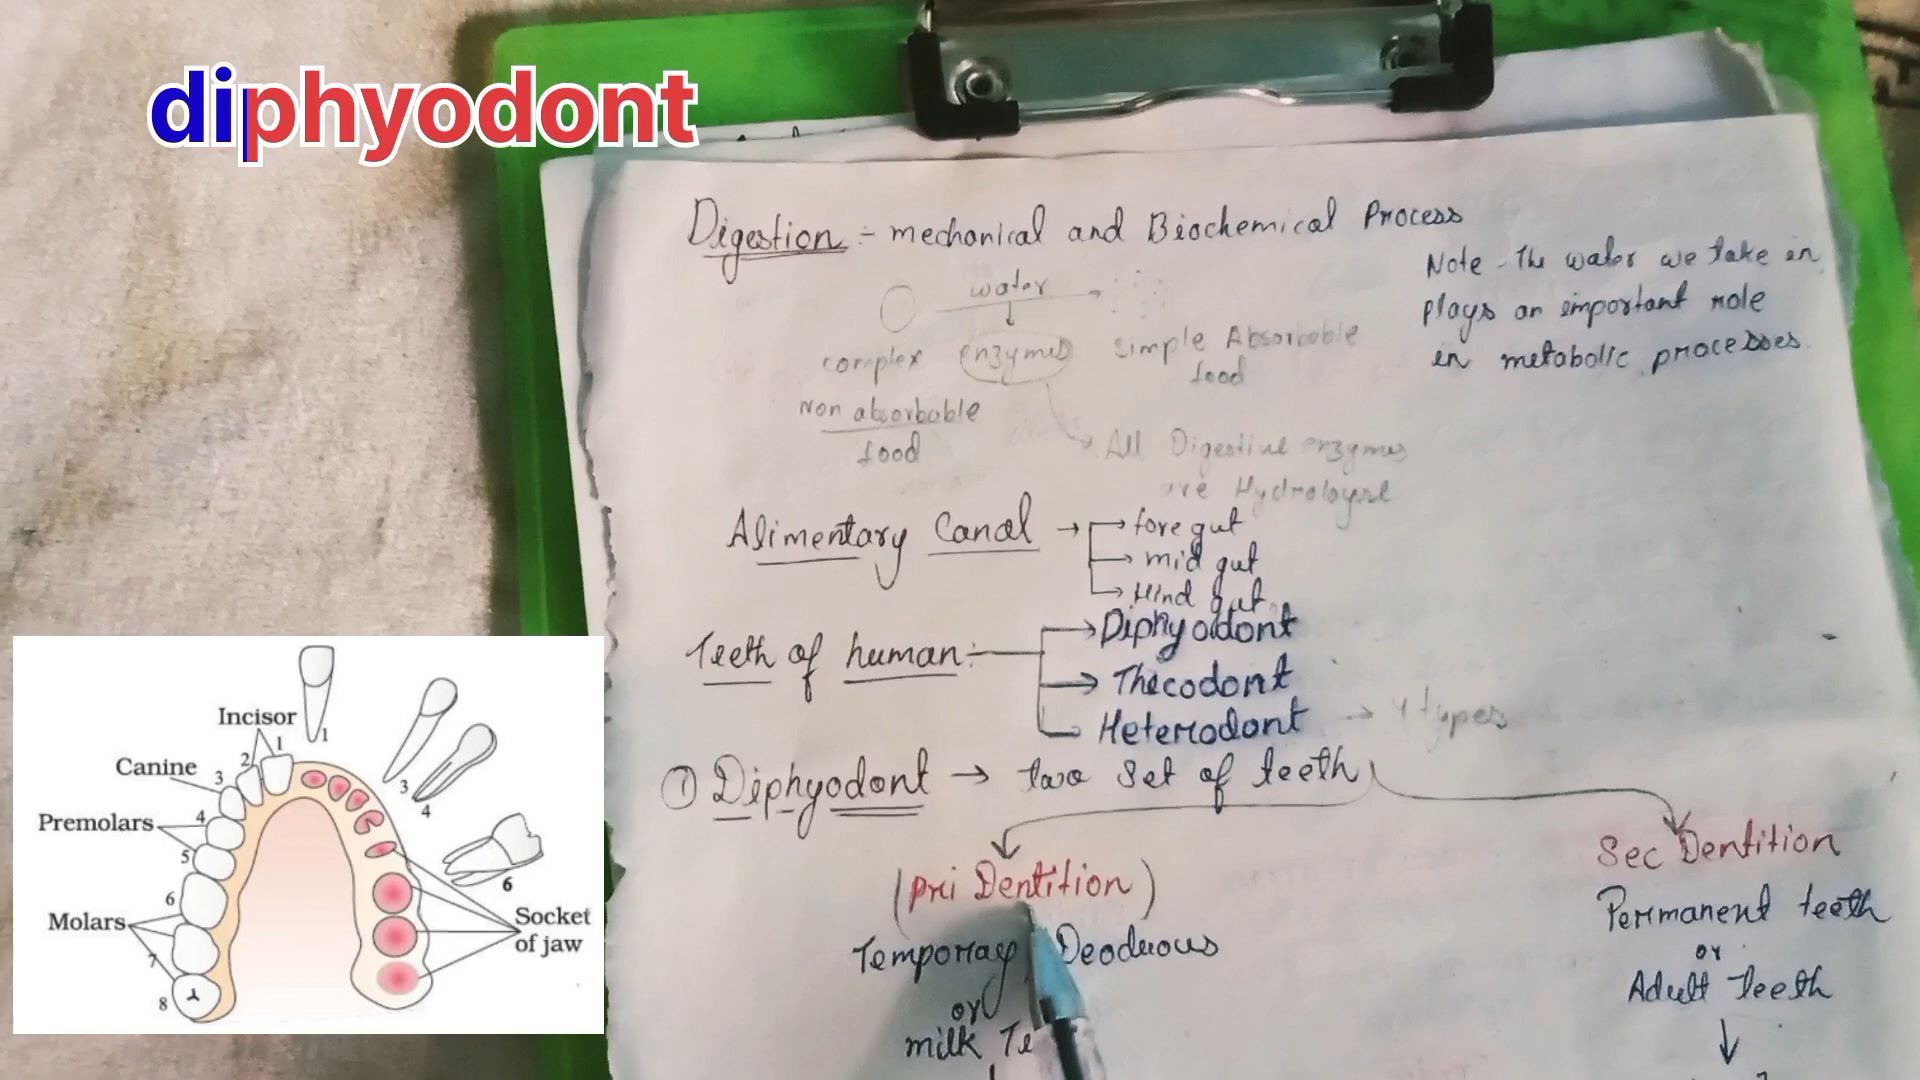 diphyodont
Digestion :- mechanical and Biochemical Process
Note - The water we take in
plays an important role
in metabolic processes.
water
complex enzymes simple Absorbable
food
Non absorbable
food
All Digestive enzymes
are
Alimentary Canal → fore gut
→ mid gut
→ Hind gut
Teeth of human :- → Diphyodont
→ Thecodont
Heterodont → 4 types
① Diphyodont → two set of teeth
(pri Dentition)
Sec Dentition
Temporary
Permanent teeth
or
or
milk Te
Adult Teeth
Incisor
1
1
2
Canine
3
3
4
Premolars
4
5
6
6
Molars
7
8
Socket
of jaw